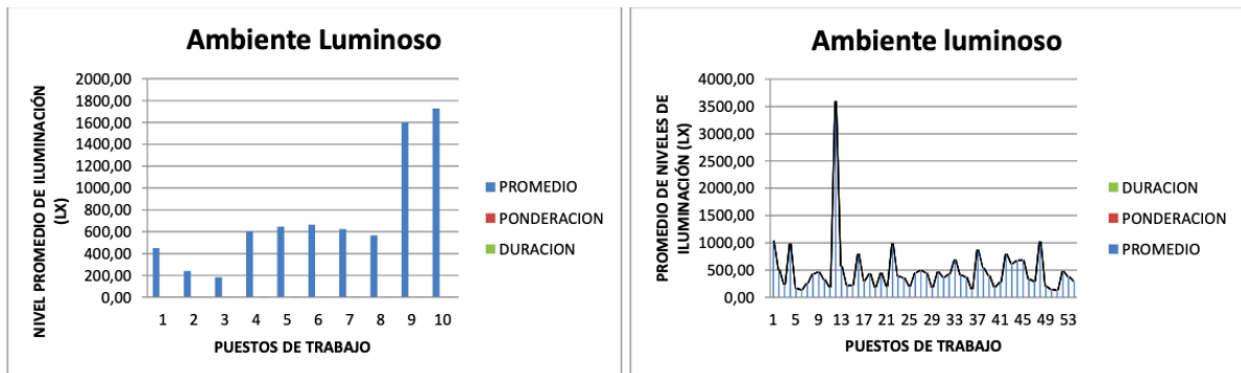 Ambiente Luminoso
NIVEL PROMEDIO DE ILUMINACIÓN
(LX)
2000,00
1800,00
1600,00
1400,00
1200,00
1000,00
800,00
600,00
400,00
200,00
0,00
1 2 3 4 5 6 7 8 9 10
PUESTOS DE TRABAJO
PROMEDIO
PONDERACION
DURACION
Ambiente luminoso
PROMEDIO DE NIVELES DE
ILUMINACIÓN (LX)
4000,00
3500,00
3000,00
2500,00
2000,00
1500,00
1000,00
500,00
0,00
1 5 9 13 17 21 25 29 33 37 41 45 49 53
PUESTOS DE TRABAJO
DURACION
PONDERACION
PROMEDIO